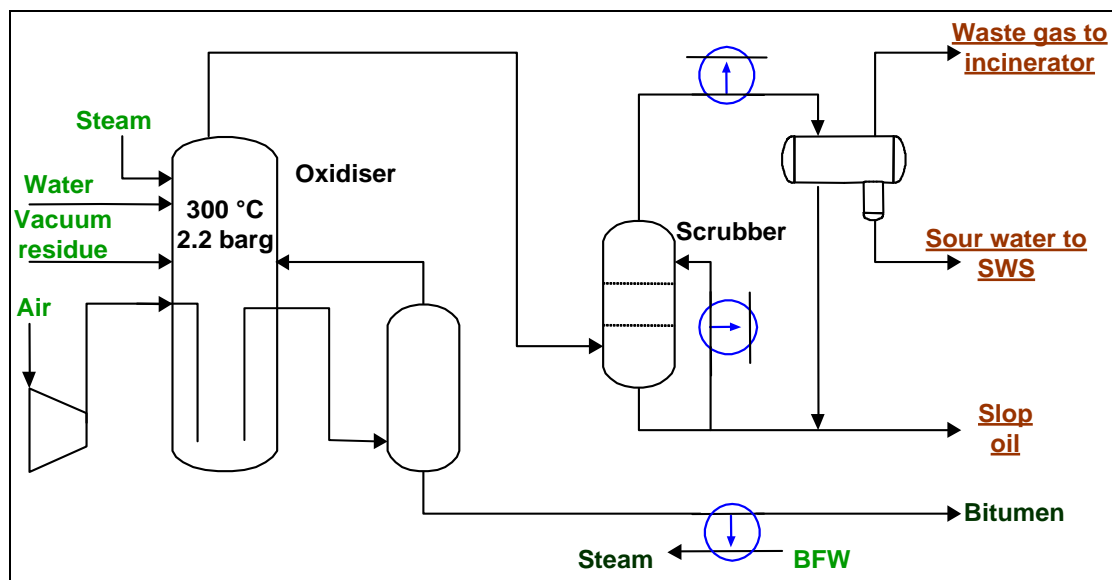 Waste gas to
incinerator
Steam
Oxidiser
Water
300 °C
2.2 barg
Vacuum
residue
Scrubber
Sour water to
SWS
Air
Slop
oil
Bitumen
Steam
BFW